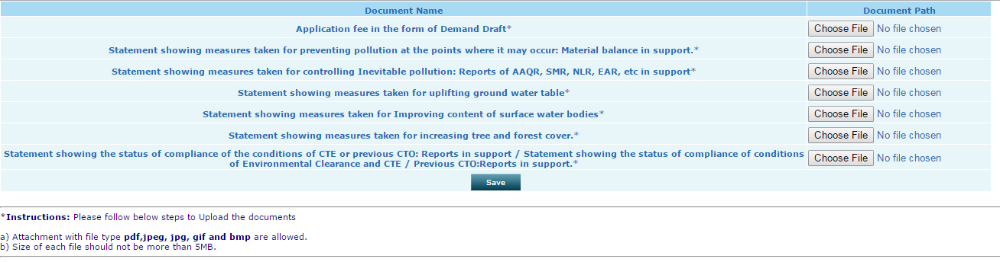 Document Name Document Path
Application fee in the form of Demand Draft* Choose File No file chosen
Statement showing measures taken for preventing pollution at the points where it may occur: Material balance in support.* Choose File No file chosen
Statement showing measures taken for controlling Inevitable pollution: Reports of AAQR, SMR, NLR, EAR, etc in support* Choose File No file chosen
Statement showing measures taken for uplifting ground water table* Choose File No file chosen
Statement showing measures taken for Improving content of surface water bodies* Choose File No file chosen
Statement showing measures taken for increasing tree and forest cover.* Choose File No file chosen
Statement showing the status of compliance of the conditions of CTE or previous CTO: Reports in support / Statement showing the status of compliance of conditions
of Environmental Clearance and CTE / Previous CTO:Reports in support.* Choose File No file chosen
Save
*Instructions: Please follow below steps to Upload the documents
a) Attachment with file type pdf,jpeg, jpg, gif and bmp are allowed.
b) Size of each file should not be more than 5MB.